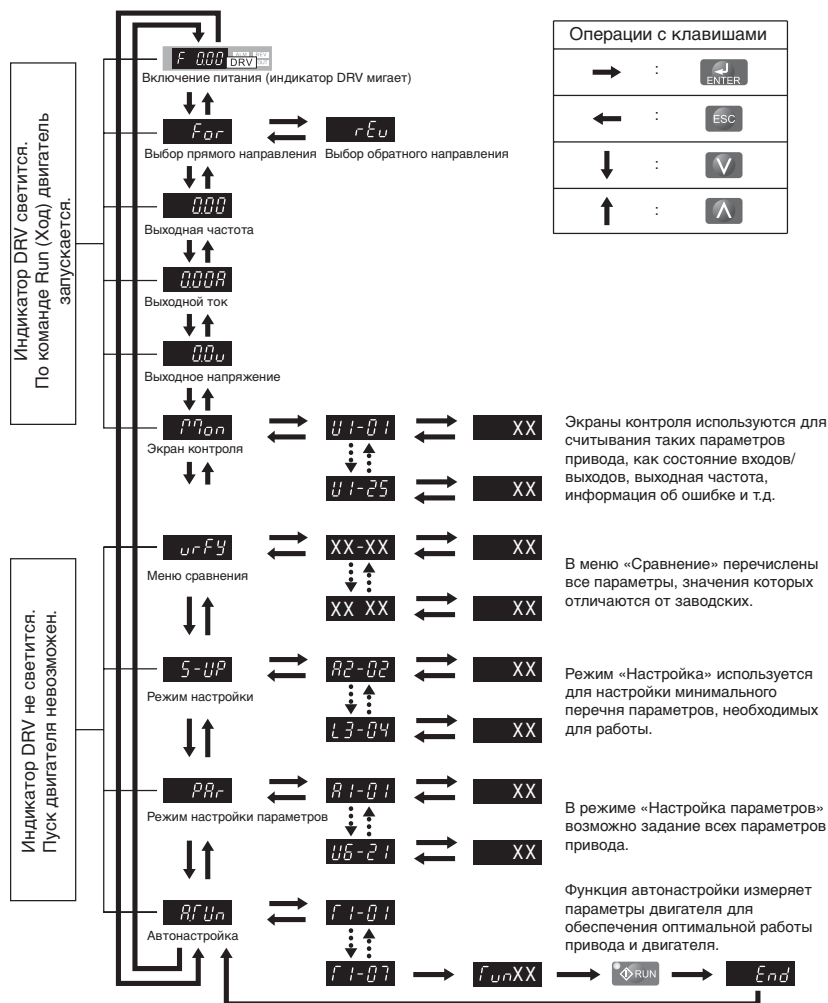 Операции с клавишами
: ENTER
: ESC
:
:
F 0.00 DRV
Включение питания (индикатор DRV мигает)
For rEv
Выбор прямого направления Выбор обратного направления
0.00
Выходная частота
0.00A
Выходной ток
0.0v
Выходное напряжение
Mon U1-01 XX
Экран контроля
U1-25 XX
Экраны контроля используются для
считывания таких параметров
привода, как состояние входов/
выходов, выходная частота,
информация об ошибке и т.д.
Индикатор DRV светится.
По команде Run (Ход) двигатель
запускается.
vrFY XX-XX XX
Меню сравнения
XX XX XX
В меню «Сравнение» перечислены
все параметры, значения которых
отличаются от заводских.
S-UP A2-02 XX
Режим настройки
L3-04 XX
Режим «Настройка» используется
для настройки минимального
перечня параметров, необходимых
для работы.
PAr A1-01 XX
Режим настройки параметров
U6-21 XX
В режиме «Настройка параметров»
возможно задание всех параметров
привода.
Индикатор DRV не светится.
Пуск двигателя невозможен.
A.TUn T1-01
Автонастройка
T1-07 TunXX RUN End
Функция автонастройки измеряет
параметры двигателя для
обеспечения оптимальной работы
привода и двигателя.